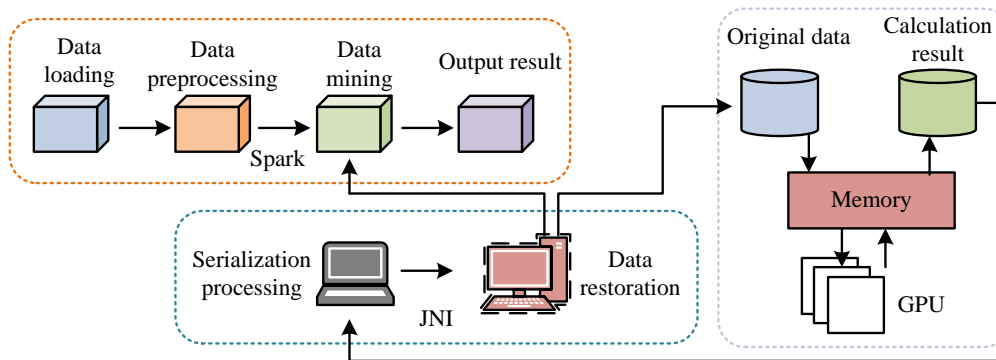 Data
loading
Data
preprocessing
Data
mining
Output result
Spark
Original data
Calculation
result
Memory
GPU
Serialization
processing
JNI
Data
restoration